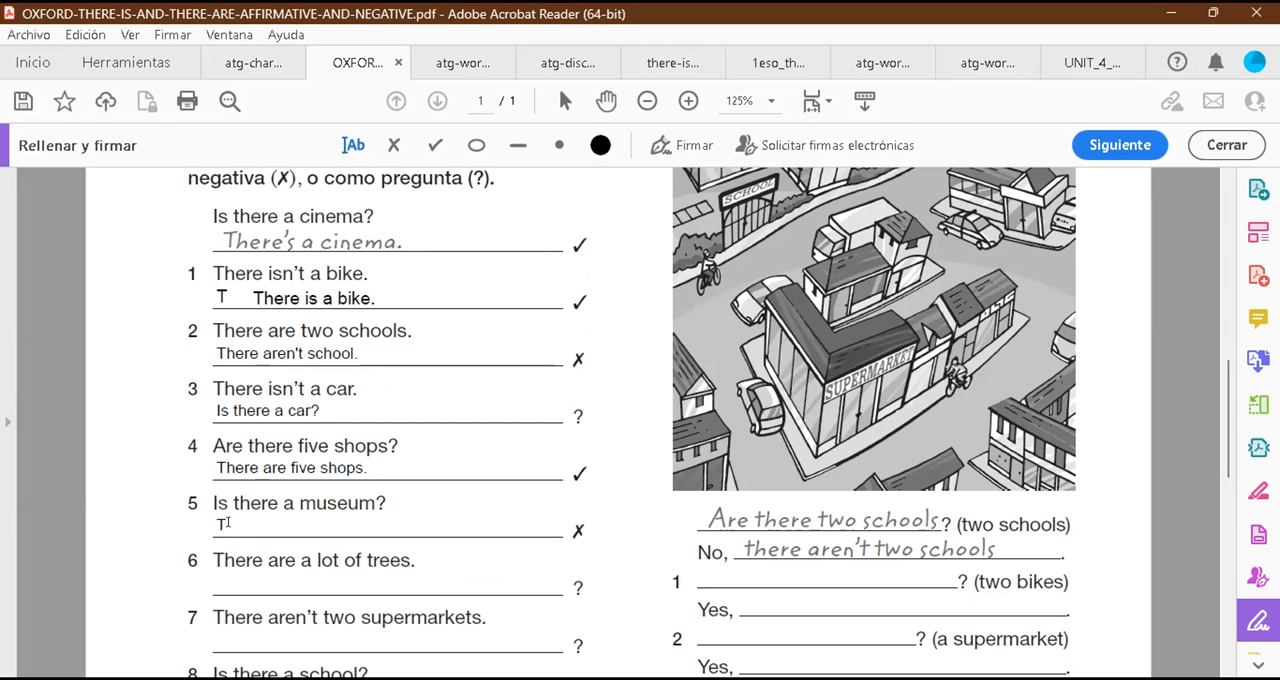 OXFORD-THERE-IS-AND-THERE-ARE-AFFIRMATIVE-AND-NEGATIVE.pdf - Adobe Acrobat Reader (64-bit)
Archivo Edición Ver Firmar Ventana Ayuda
Inicio Herramientas atg-char... OXFOR... × atg-wor... atg-disc... there-is... 1eso_th... atg-wor... atg-wor... UNIT_4_...
1 / 1 125%
Rellenar y firmar IAb Firmar Solicitar firmas electrónicas Siguiente Cerrar
negativa (✗), o como pregunta (?).
Is there a cinema?
There's a cinema. ✓
1 There isn't a bike.
T There is a bike. ✓
2 There are two schools.
There aren't school. ✗
3 There isn't a car.
Is there a car? ?
4 Are there five shops?
There are five shops. ✓
5 Is there a museum?
T ✗
6 There are a lot of trees.
?
7 There aren't two supermarkets.
?
8 Is there a school?
SCHOOL
SUPERMARKET
Are there two schools? (two schools)
No, there aren't two schools.
1 ? (two bikes)
Yes, .
2 ? (a supermarket)
Yes, .